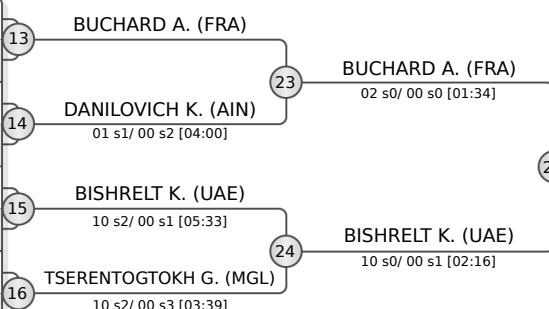 BUCHARD A. (FRA)
13
23
BUCHARD A. (FRA)
02 s0/ 00 s0 [01:34]
DANILOVICH K. (AIN)
14
01 s1/ 00 s2 [04:00]
BISHRELT K. (UAE)
15
10 s2/ 00 s1 [05:33]
24
BISHRELT K. (UAE)
10 s0/ 00 s1 [02:16]
TSERENTOGTOKH G. (MGL)
16
10 s2/ 00 s3 [03:39]